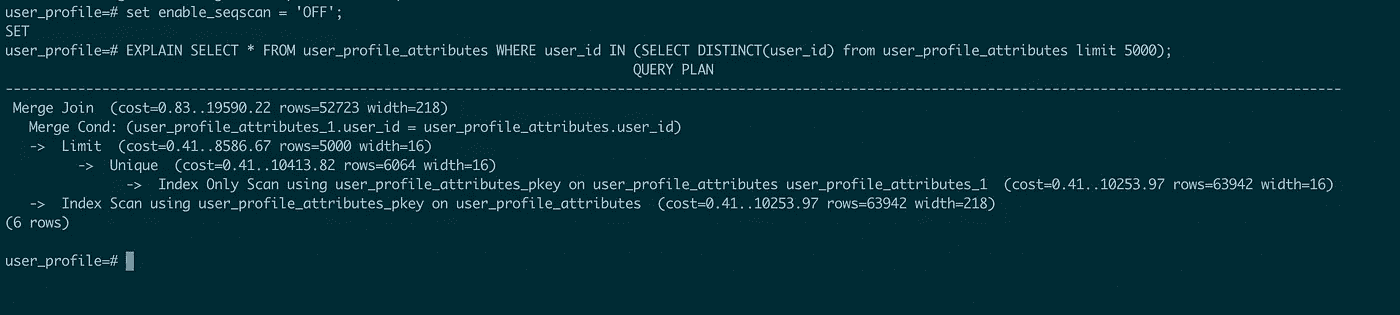 user_profile=# set enable_seqscan = 'OFF';
SET
user_profile=# EXPLAIN SELECT * FROM user_profile_attributes WHERE user_id IN (SELECT DISTINCT(user_id) from user_profile_attributes limit 5000);
QUERY PLAN
---------------------------------------------------------------------------------------------------------------------------------------------------------------------
Merge Join  (cost=0.83..19590.22 rows=52723 width=218)
Merge Cond: (user_profile_attributes_1.user_id = user_profile_attributes.user_id)
->  Limit  (cost=0.41..8586.67 rows=5000 width=16)
->  Unique  (cost=0.41..10413.82 rows=6064 width=16)
->  Index Only Scan using user_profile_attributes_pkey on user_profile_attributes user_profile_attributes_1  (cost=0.41..10253.97 rows=63942 width=16)
->  Index Scan using user_profile_attributes_pkey on user_profile_attributes  (cost=0.41..10253.97 rows=63942 width=218)
(6 rows)
user_profile=#